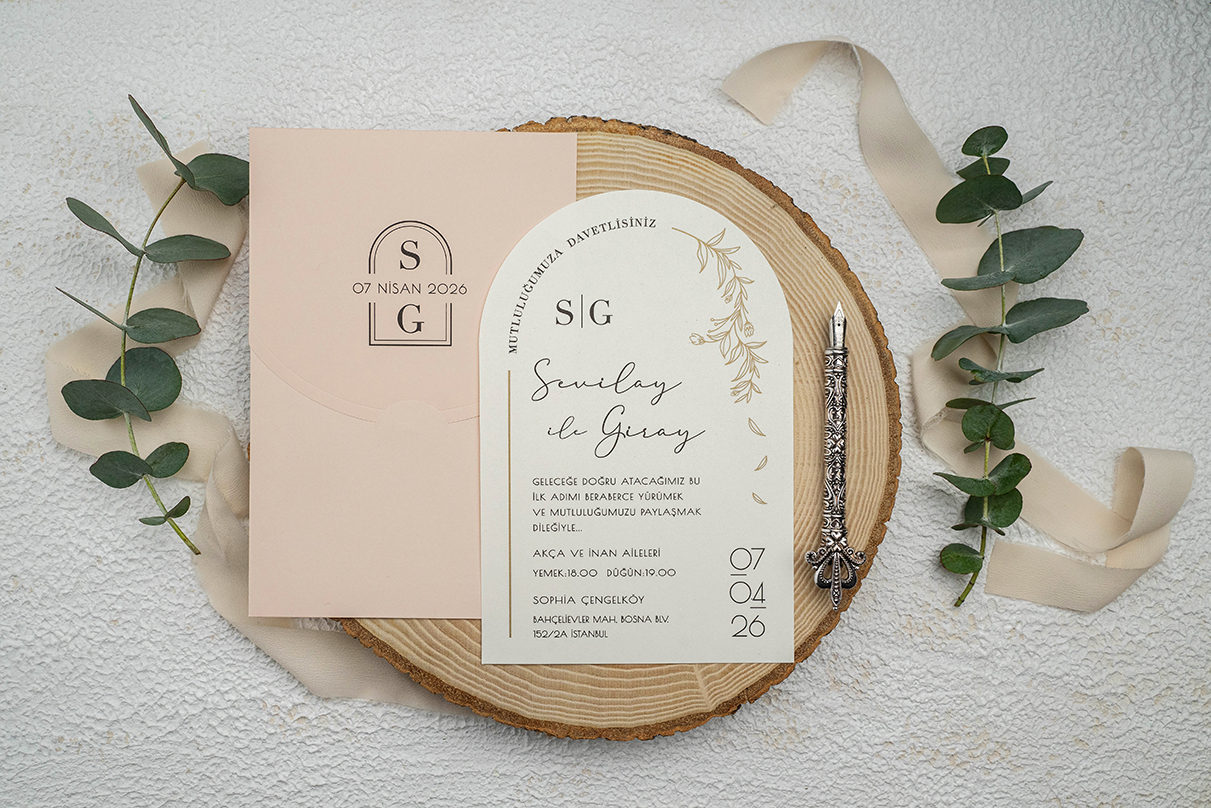 S
07 NİSAN 2026
G
MUTLULUĞUMUZA DAVETLİSİNİZ
S|G
Sevilay
ile Giray
GELECEĞE DOĞRU ATACAĞIMIZ BU
İLK ADIMI BERABERCE YÜRÜMEK
VE MUTLULUĞUMUZU PAYLAŞMAK
DİLEĞİYLE...
AKÇA VE İNAN AİLELERİ
YEMEK:18.00 DÜĞÜN:19.00
SOPHIA ÇENGELKÖY
BAHÇELİEVLER MAH. BOSNA BLV.
152/2A İSTANBUL
07
04
26